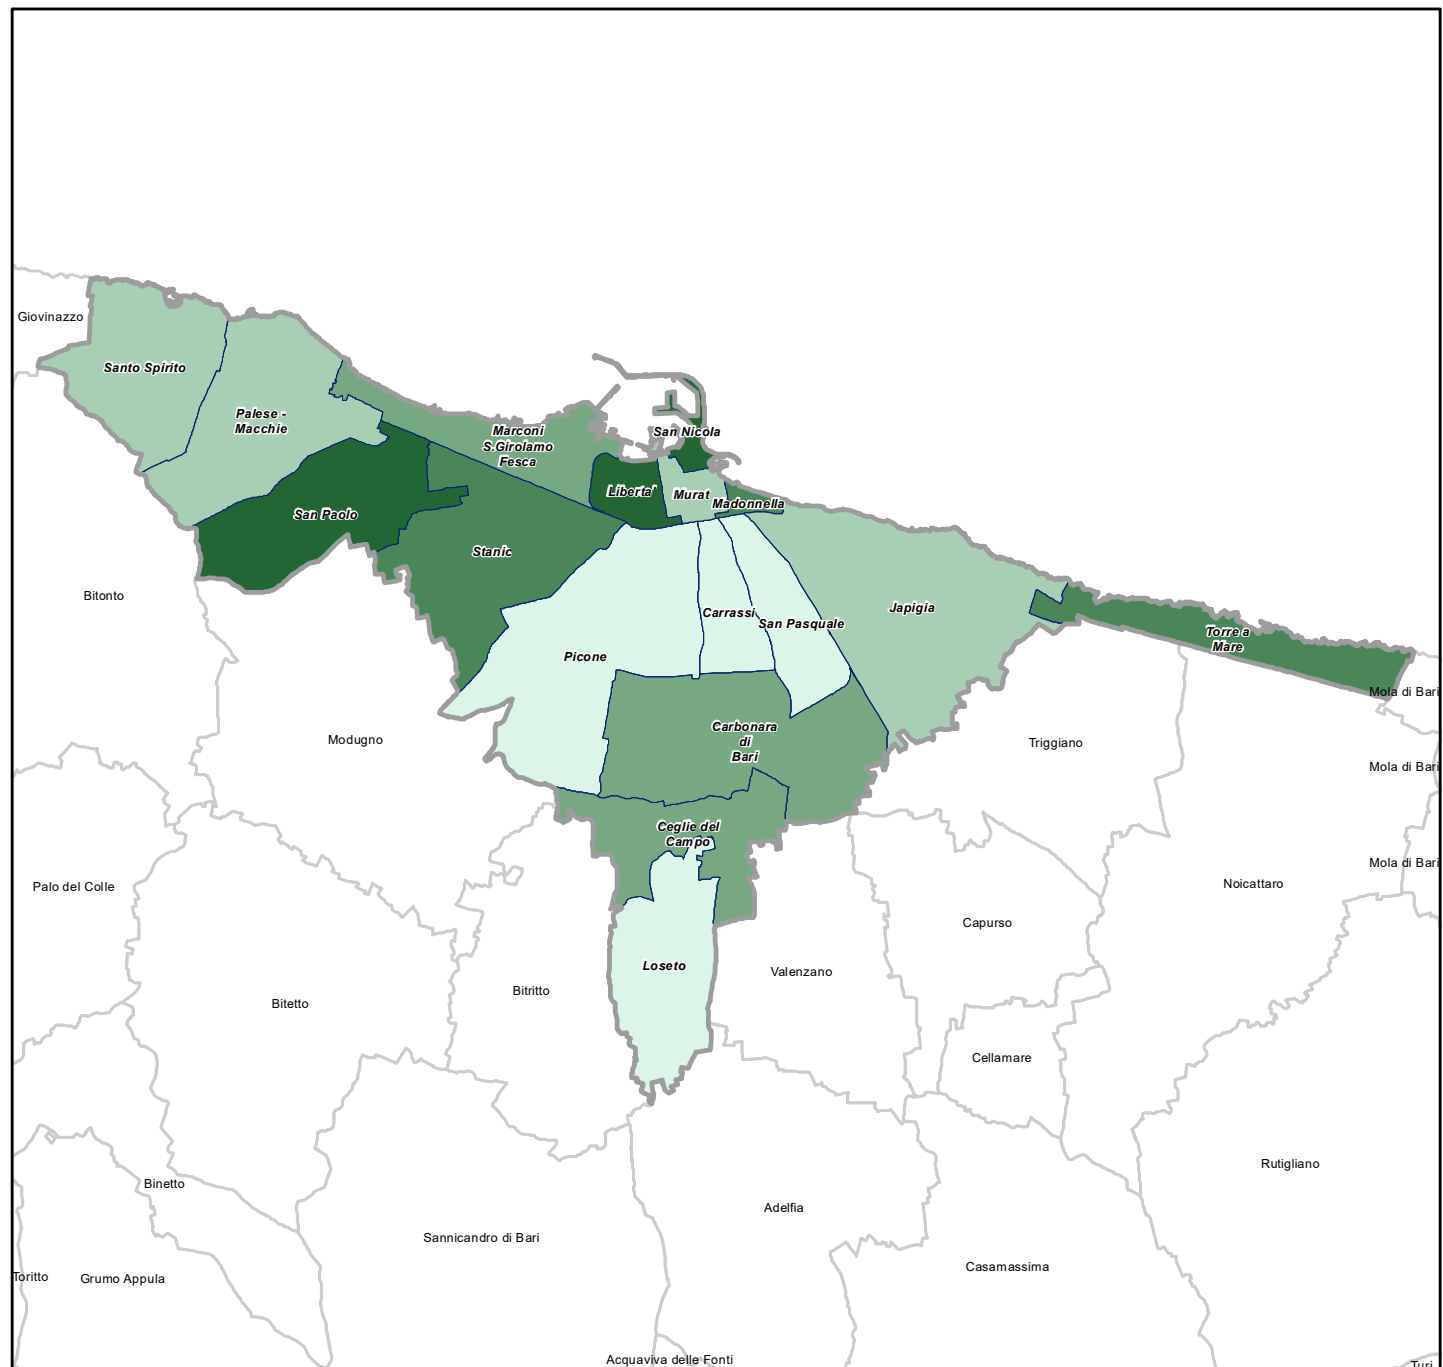 Giovinazzo
Santo Spirito
Palese -
Macchie
Marconi
S.Girolamo
Fesca
San Nicola
Liberta'
Murat
Madonnella
San Paolo
Stanic
Bitonto
Carrassi
San Pasquale
Japigia
Torre a
Mare
Picone
Mola di Bari
Modugno
Carbonara
di
Bari
Triggiano
Mola di Bari
Ceglie del
Campo
Mola di Bari
Palo del Colle
Noicattaro
Capurso
Loseto
Valenzano
Bitritto
Bitetto
Cellamare
Rutigliano
Binetto
Adelfia
Sannicandro di Bari
Casamassima
Toritto
Grumo Appula
Acquaviva delle Fonti
Turi